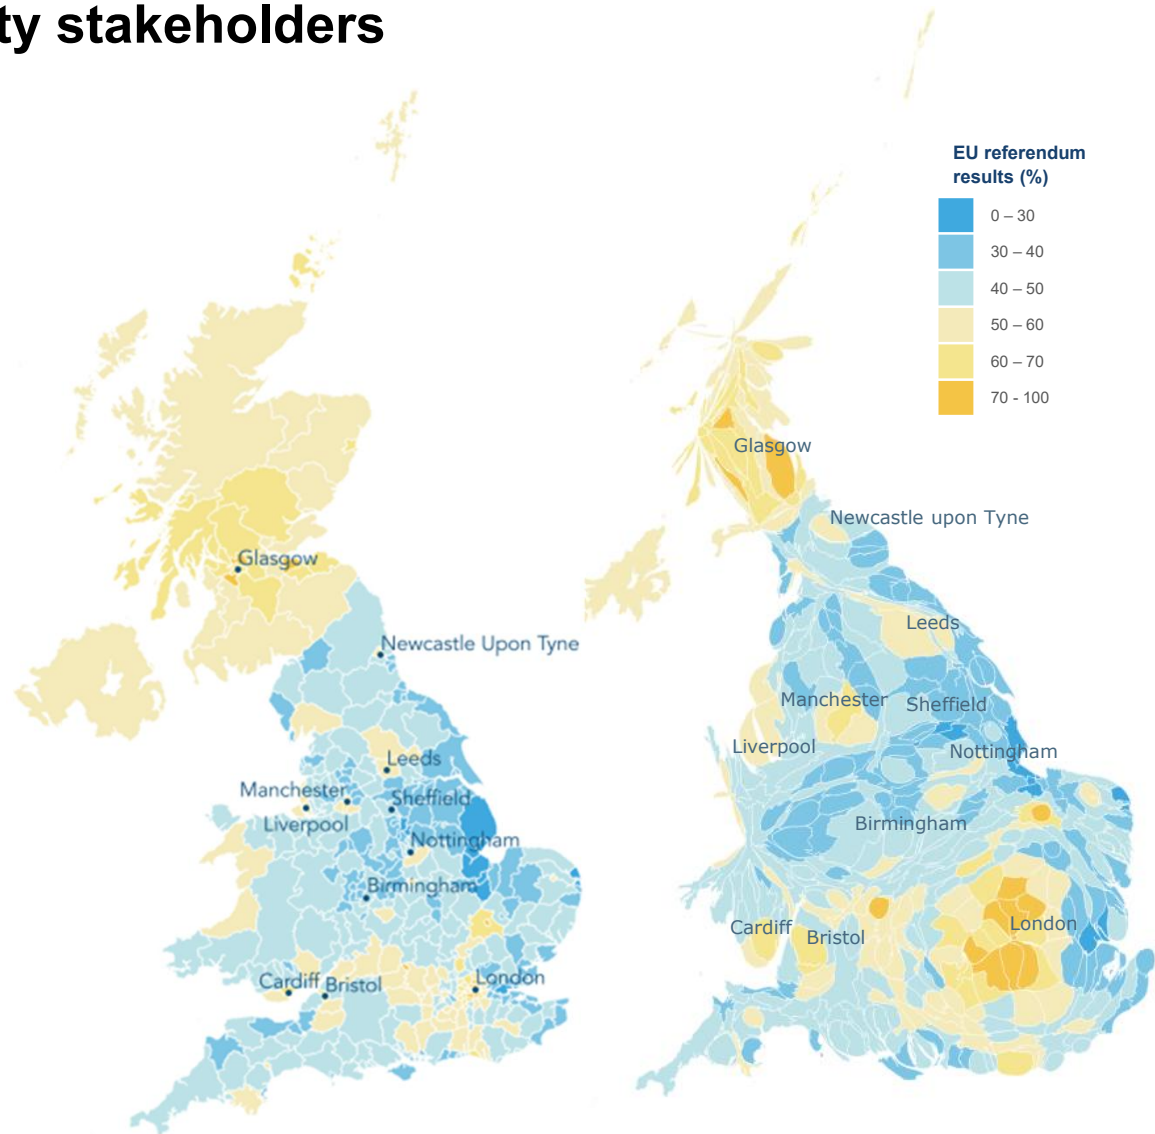 ty stakeholders
EU referendum
results (%)
0 – 30
30 – 40
40 – 50
50 – 60
60 – 70
70 - 100
Glasgow
Newcastle Upon Tyne
Leeds
Manchester
Sheffield
Liverpool
Nottingham
Birmingham
Cardiff
Bristol
London
Glasgow
Newcastle upon Tyne
Leeds
Manchester
Sheffield
Liverpool
Nottingham
Birmingham
Cardiff
Bristol
London